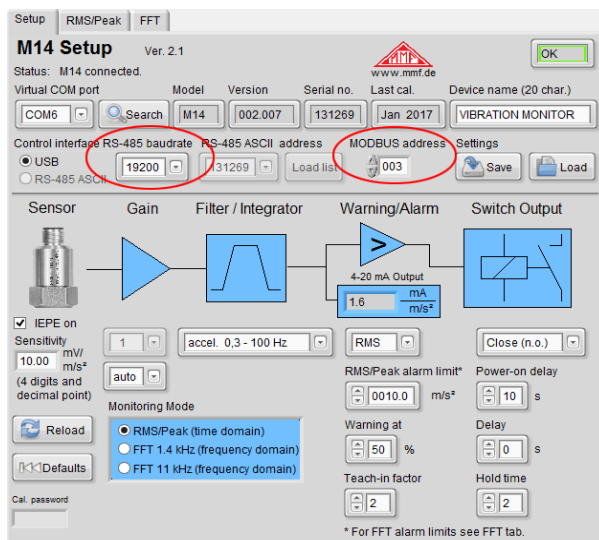 Setup RMS/Peak FFT
M14 Setup Ver. 2.1
MMF
www.mmf.de
OK
Status: M14 connected.
Virtual COM port Model Version Serial no. Last cal. Device name (20 char.)
COM6 Search M14 002.007 131269 Jan 2017 VIBRATION MONITOR
Control interface RS-485 baudrate RS-485 ASCII address MODBUS address Settings
USB
RS-485 ASCII
19200 131269 Load list 003 Save Load
Sensor Gain Filter / Integrator Warning/Alarm Switch Output
>
4-20 mA Output
1.6 mA
m/s²
IEPE on
Sensitivity
10.00 mV/
m/s²
(4 digits and
decimal point)
1 accel. 0,3 - 100 Hz RMS Close (n.o.)
auto
RMS/Peak alarm limit* Power-on delay
0010.0 m/s² 10 s
Monitoring Mode
RMS/Peak (time domain)
FFT 1.4 kHz (frequency domain)
FFT 11 kHz (frequency domain)
Reload
Defaults
Warning at Delay
50 % 0 s
Teach-in factor Hold time
2 2
Cal. password
* For FFT alarm limits see FFT tab.